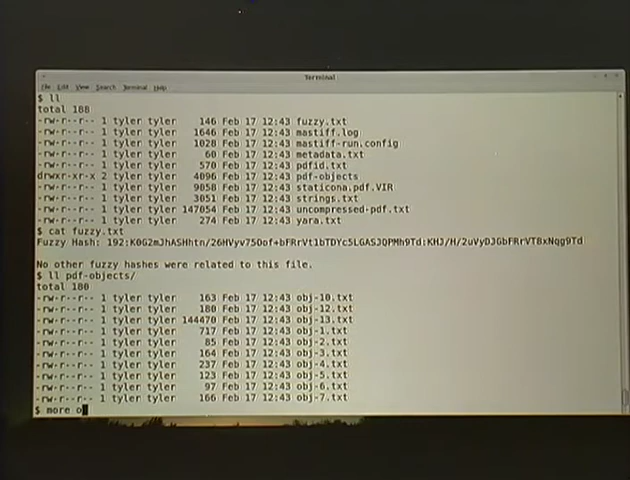 Terminal
File Edit View Search Terminal Help
$ ll
total 188
-rw-r--r-- 1 tyler tyler 146 Feb 17 12:43 fuzzy.txt
-rw-r--r-- 1 tyler tyler 1646 Feb 17 12:43 mastiff.log
-rw-r--r-- 1 tyler tyler 1028 Feb 17 12:43 mastiff-run.config
-rw-r--r-- 1 tyler tyler 60 Feb 17 12:43 metadata.txt
-rw-r--r-- 1 tyler tyler 570 Feb 17 12:43 pdfid.txt
drwxr-xr-x 2 tyler tyler 4096 Feb 17 12:43 pdf-objects
-rw-r--r-- 1 tyler tyler 9058 Feb 17 12:43 staticona.pdf.VIR
-rw-r--r-- 1 tyler tyler 3051 Feb 17 12:43 strings.txt
-rw-r--r-- 1 tyler tyler 147054 Feb 17 12:43 uncompressed-pdf.txt
-rw-r--r-- 1 tyler tyler 274 Feb 17 12:43 yara.txt
$ cat fuzzy.txt
Fuzzy Hash:
No other fuzzy hashes were related to this file.
$ ll pdf-objects/
total 180
-rw-r--r-- 1 tyler tyler 163 Feb 17 12:43 obj-10.txt
-rw-r--r-- 1 tyler tyler 180 Feb 17 12:43 obj-12.txt
-rw-r--r-- 1 tyler tyler 144470 Feb 17 12:43 obj-13.txt
-rw-r--r-- 1 tyler tyler 717 Feb 17 12:43 obj-1.txt
-rw-r--r-- 1 tyler tyler 85 Feb 17 12:43 obj-2.txt
-rw-r--r-- 1 tyler tyler 164 Feb 17 12:43 obj-3.txt
-rw-r--r-- 1 tyler tyler 237 Feb 17 12:43 obj-4.txt
-rw-r--r-- 1 tyler tyler 123 Feb 17 12:43 obj-5.txt
-rw-r--r-- 1 tyler tyler 97 Feb 17 12:43 obj-6.txt
-rw-r--r-- 1 tyler tyler 166 Feb 17 12:43 obj-7.txt
$ more o